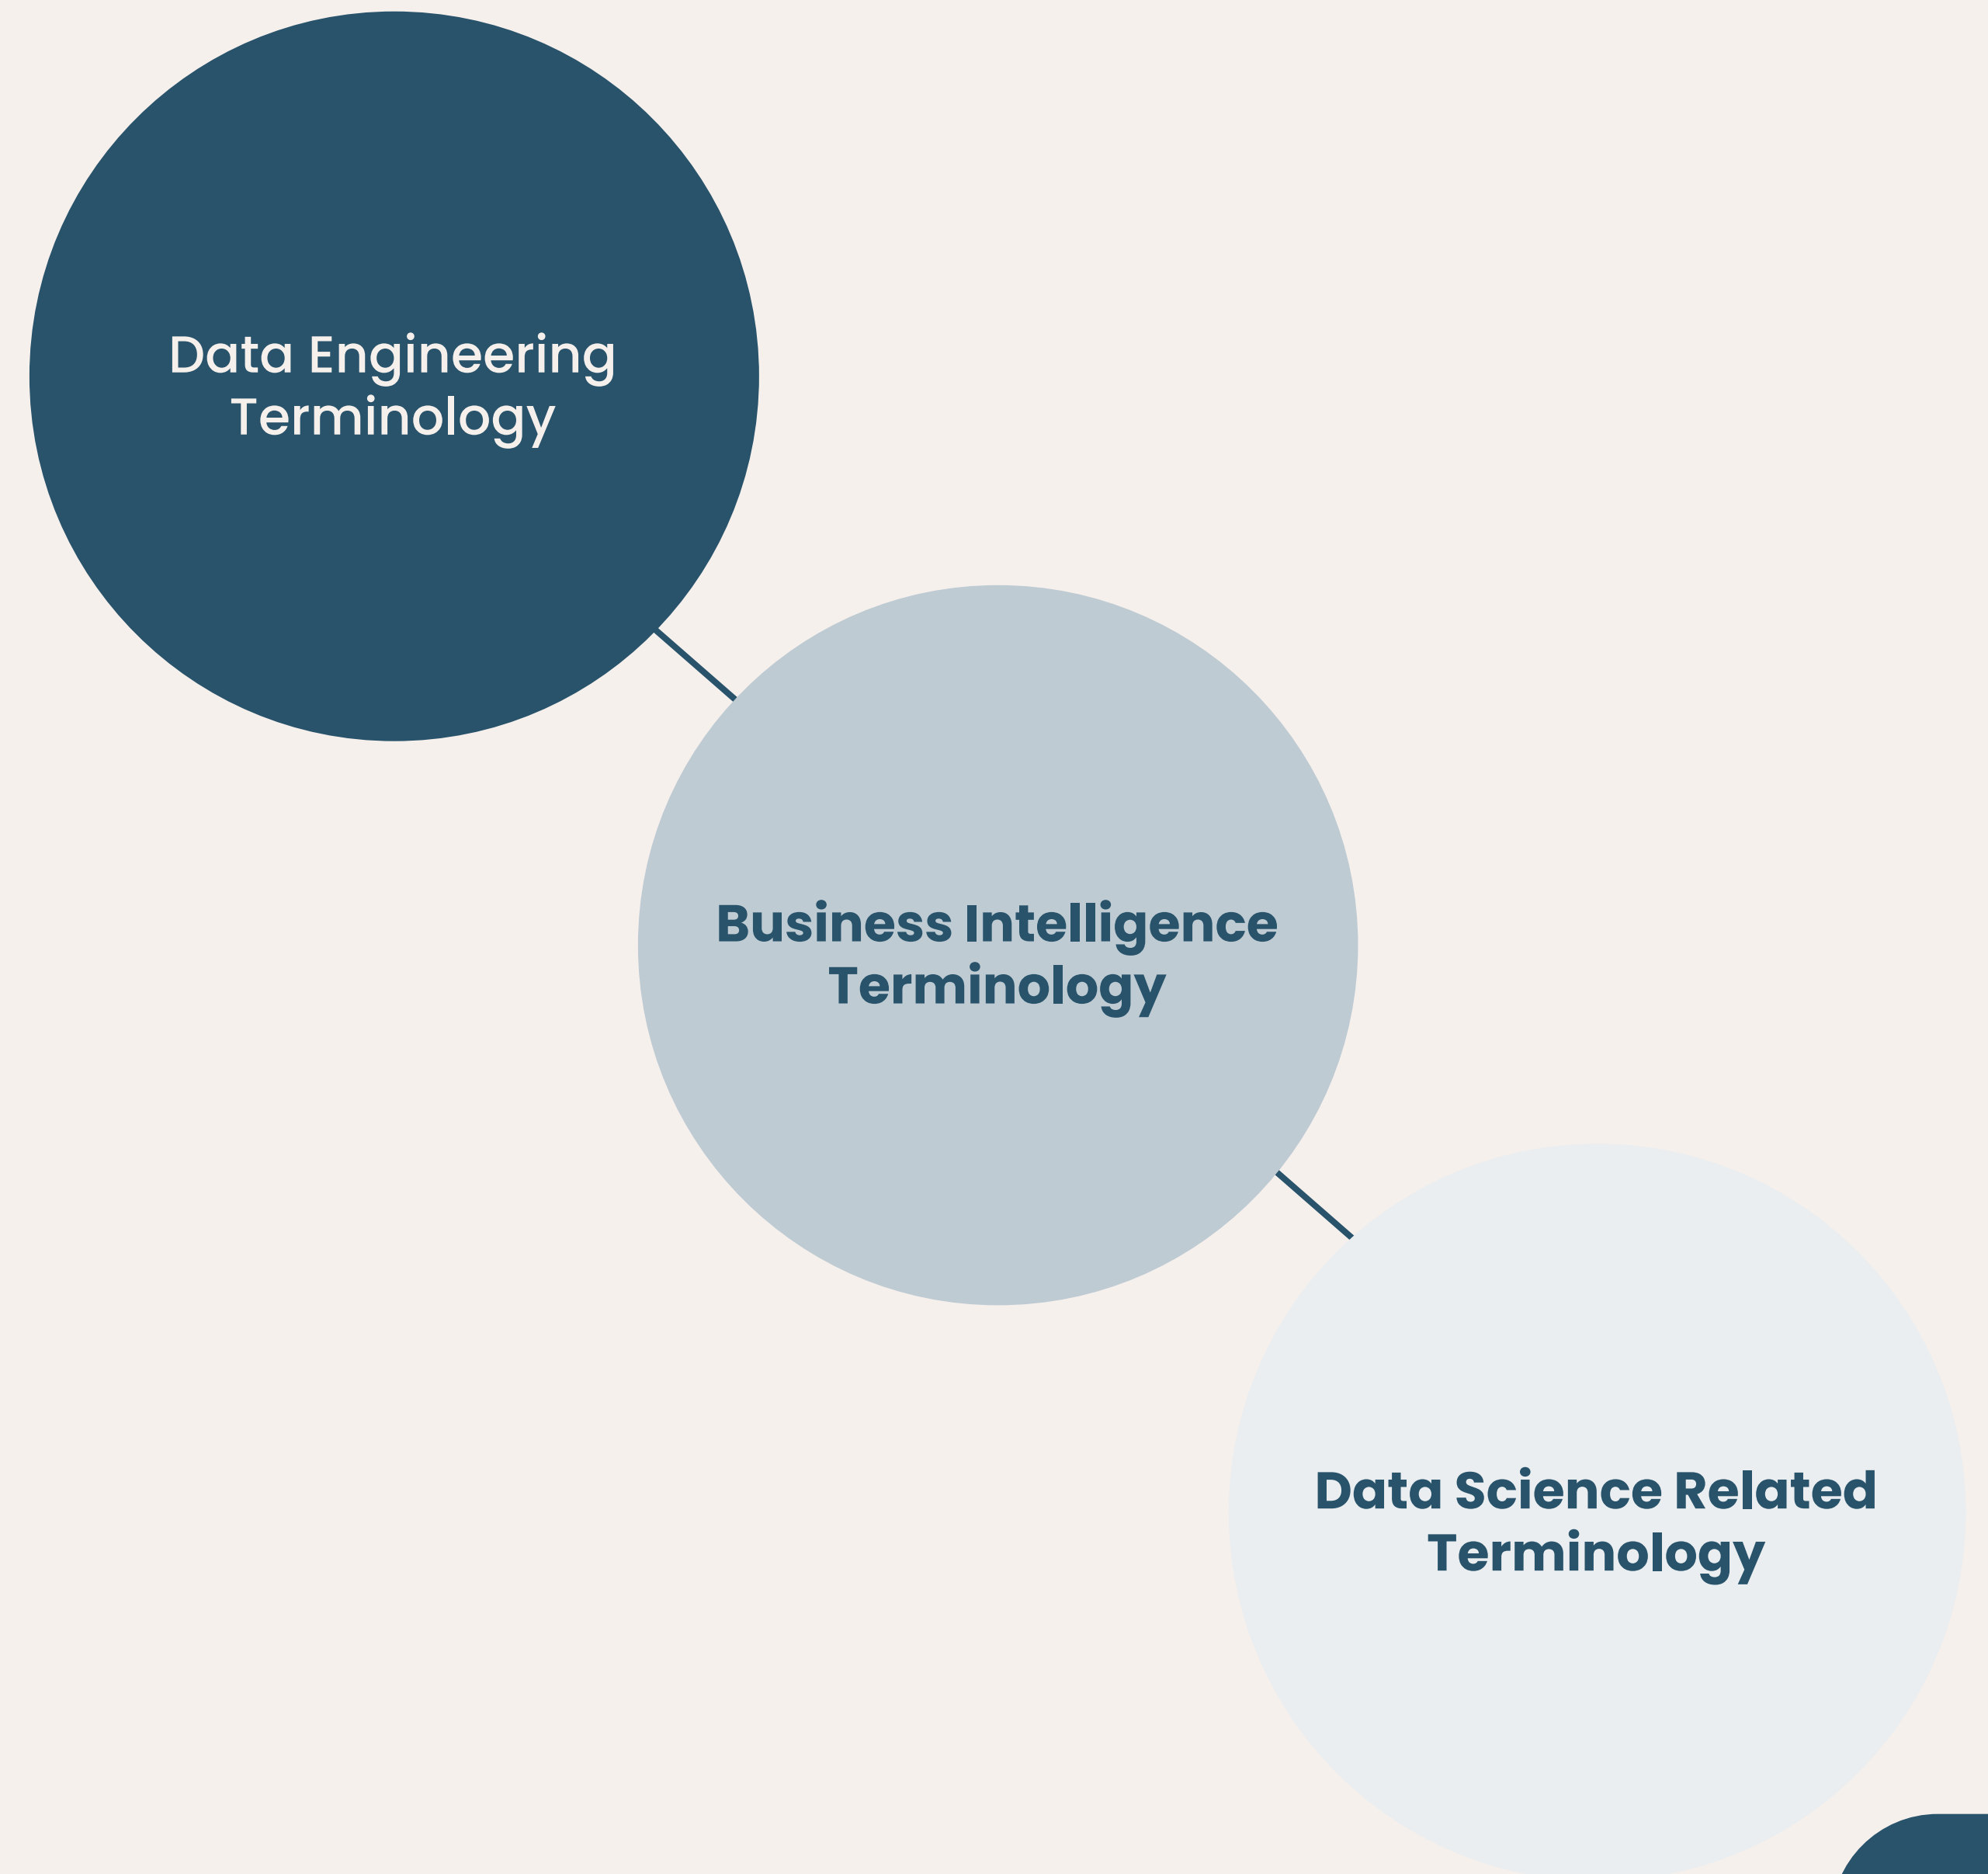 Data Engineering
Terminology
Business Intelligence
Terminology
Data Science Related
Terminology